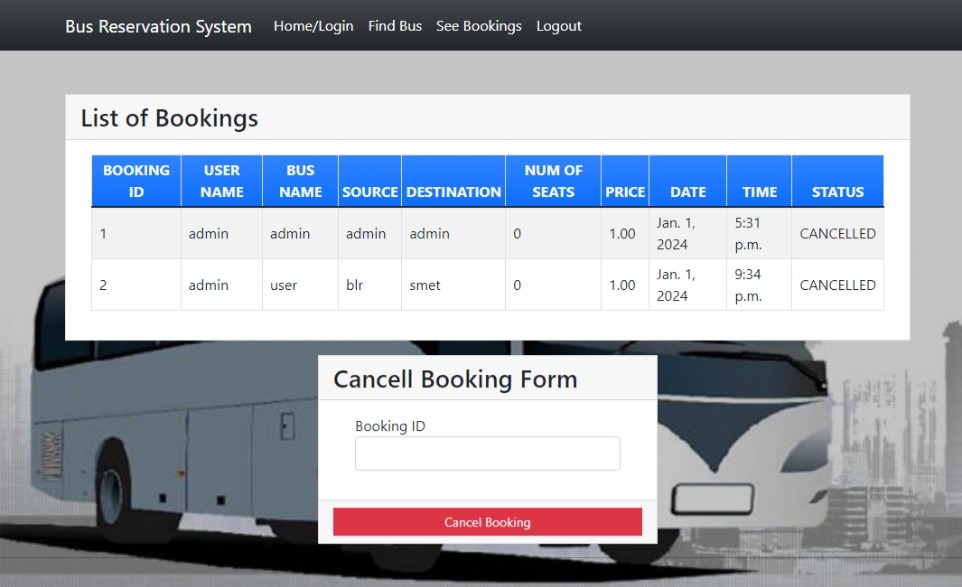 Bus Reservation System Home/Login Find Bus See Bookings Logout
List of Bookings
BOOKING ID USER NAME BUS NAME SOURCE DESTINATION NUM OF SEATS PRICE DATE TIME STATUS
1 admin admin admin admin 0 1.00 Jan. 1, 2024 5:31 p.m. CANCELLED
2 admin user blr smet 0 1.00 Jan. 1, 2024 9:34 p.m. CANCELLED
Cancell Booking Form
Booking ID
Cancel Booking